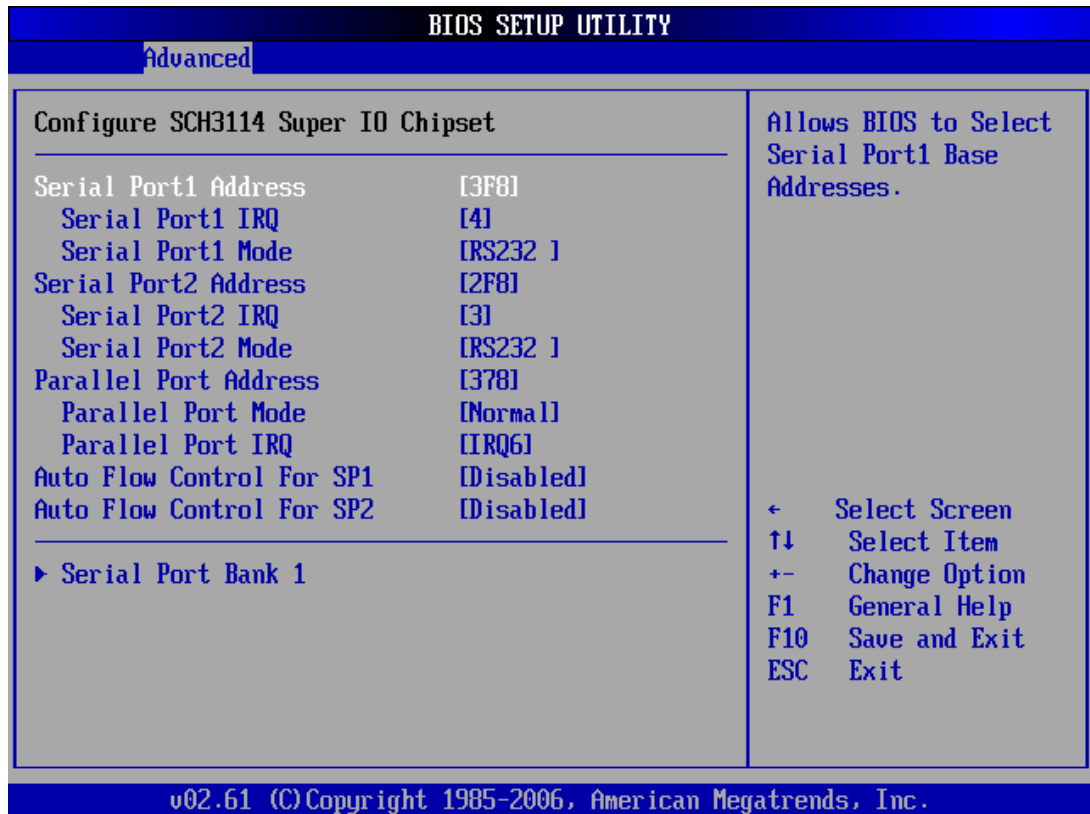 BIOS SETUP UTILITY
Advanced
Configure SCH3114 Super IO Chipset
Serial Port1 Address [3F8]
Serial Port1 IRQ [4]
Serial Port1 Mode [RS232 ]
Serial Port2 Address [2F8]
Serial Port2 IRQ [3]
Serial Port2 Mode [RS232 ]
Parallel Port Address [378]
Parallel Port Mode [Normal]
Parallel Port IRQ [IRQ6]
Auto Flow Control For SP1 [Disabled]
Auto Flow Control For SP2 [Disabled]
▶ Serial Port Bank 1
Allows BIOS to Select
Serial Port1 Base
Addresses.
← Select Screen
↑↓ Select Item
+- Change Option
F1 General Help
F10 Save and Exit
ESC Exit
v02.61 (C)Copyright 1985-2006, American Megatrends, Inc.